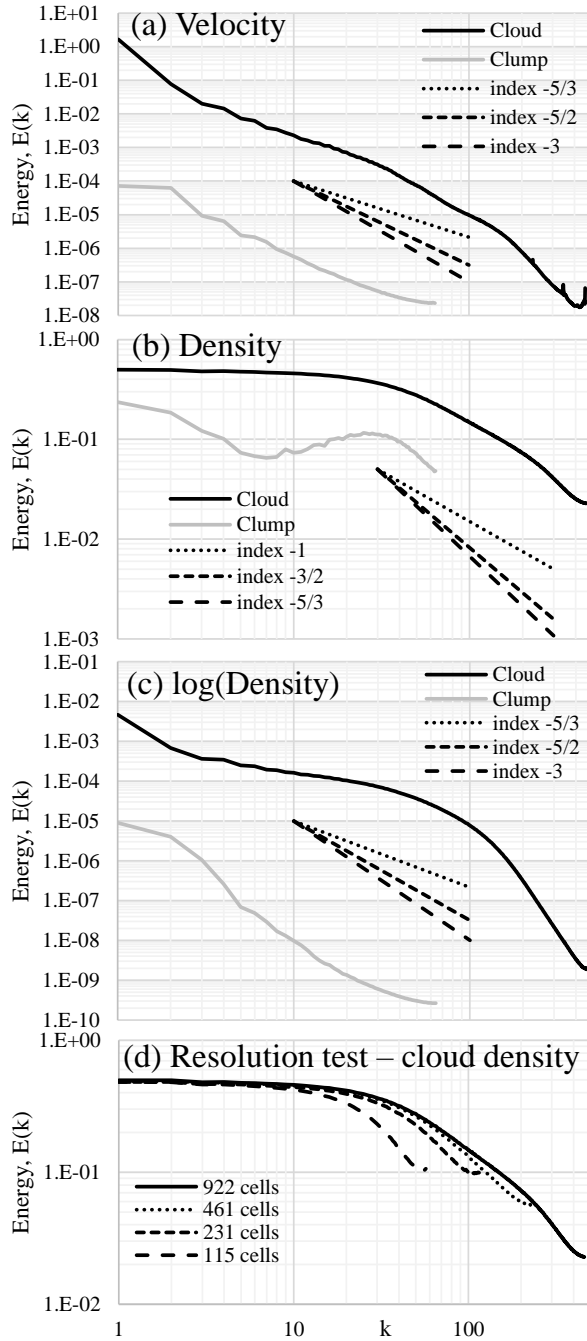 1.E+01
(a) Velocity
1.E+00
1.E-01
1.E-02
1.E-03
1.E-04
1.E-05
1.E-06
1.E-07
1.E-08
Energy, E(k)
Cloud
Clump
index -5/3
index -5/2
index -3
1.E+00
(b) Density
1.E-01
1.E-02
1.E-03
Energy, E(k)
Cloud
Clump
index -1
index -3/2
index -5/3
1.E-01
(c) log(Density)
1.E-02
1.E-03
1.E-04
1.E-05
1.E-06
1.E-07
1.E-08
1.E-09
1.E-10
Energy, E(k)
Cloud
Clump
index -5/3
index -5/2
index -3
1.E+00
(d) Resolution test – cloud density
1.E-01
1.E-02
Energy, E(k)
922 cells
461 cells
231 cells
115 cells
1 10 k 100